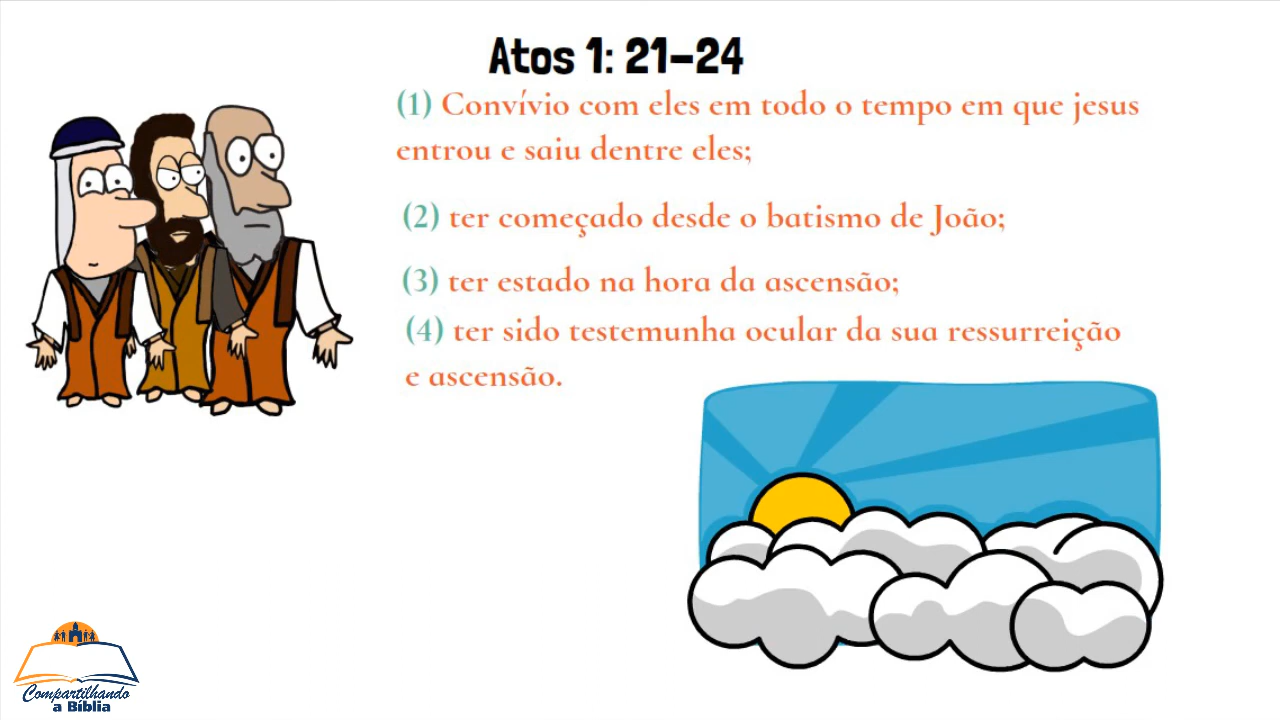 Atos 1: 21-24
(1) Convívio com eles em todo o tempo em que jesus
entrou e saiu dentre eles;
(2) ter começado desde o batismo de João;
(3) ter estado na hora da ascensão;
(4) ter sido testemunha ocular da sua ressurreição
e ascensão.
Compartilhando
a Bíblia